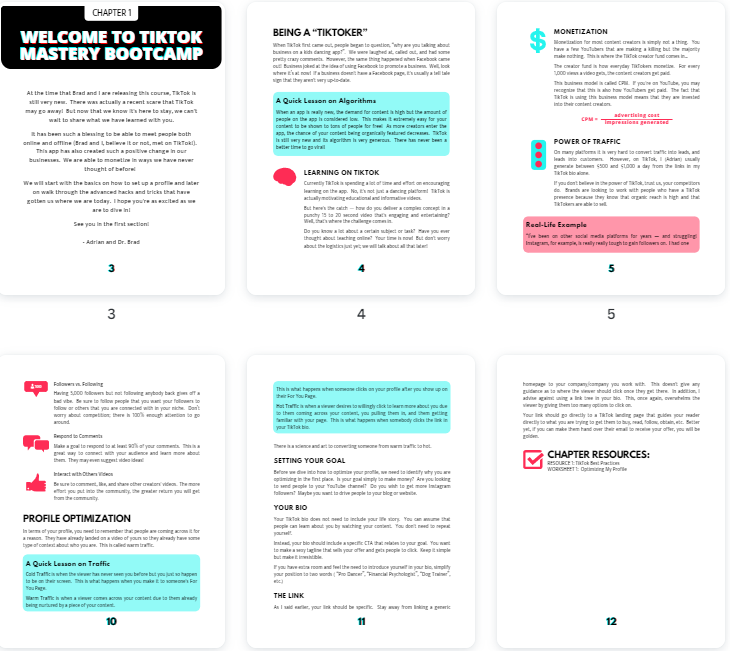 CHAPTER 1
WELCOME TO TIKTOK
MASTERY BOOTCAMP
At the time that Brad and I are releasing this course, TikTok is
still very new. There was actually a recent scare that TikTok
may go away! But now that we know it's here to stay, we can't
wait to share what we have learned with you.
It has been such a blessing to be able to meet people both
online and offline (Brad and I, believe it or not, met on TikTok!).
This app has also created such a positive change in our
businesses. We are able to monetize in ways we have never
thought of before!
We will start with the basics on how to set up a profile and later
on walk through the advanced hacks and tricks that have
gotten us where we are today. I hope you're as excited as we
are to dive in!
See you in the first section!
- Adrian and Dr. Brad
3
3
BEING A “TIKTOKER”
When TikTok first came out, people began to question, "why are you talking about
business on a kids dancing app?". We were laughed at, called out, and had some
pretty crazy comments. However, the same thing happened when Facebook came
out! Business joked at the idea of using Facebook to promote a business. Well, look
where it's at now! If a business doesn't have a Facebook page, it's usually a tell tale
sign that they aren't very up-to-date.
A Quick Lesson on Algorithms
When an app is really new, the demand for content is high but the amount of
people on the app is considered low. This makes it extremely easy for your
content to be shown to tons of people for free! As more creators enter the
app, the chance of your content being organically featured decreases. TikTok
is still very new and its algorithm is very generous. There has never been a
better time to go viral!
LEARNING ON TIKTOK
Currently TikTok is spending a lot of time and effort on encouraging
learning on the app. No, it's not just a dancing platform! TikTok is
actually motivating educational and informative videos.
But here's the catch — how do you deliver a complex concept in a
punchy 15 to 20 second video that's engaging and entertaining?
Well, that's where the challenge comes in.
Do you know a lot about a certain subject or task? Have you ever
thought about teaching online? Your time is now! But don't worry
about the logistics just yet; we will talk about all that later!
4
4
MONETIZATION
Monetization for most content creators is simply not a thing. You
have a few YouTubers that are making a killing but the majority
make nothing. This is where the TikTok creator fund comes in...
The creator fund is how everyday TikTokers monetize. For every
1,000 views a video gets, the content creators get paid.
This business model is called CPM. If you're on YouTube, you may
recognize that this is also how YouTubers get paid. The fact that
TikTok is using this business model means that they are invested
into their content creators.
CPM = advertising cost
impressions generated
POWER OF TRAFFIC
On many platforms it is very hard to convert traffic into leads, and
leads into customers. However, on TikTok, I (Adrian) usually
generate between $500 and $1,000 a day from the links in my
TikTok bio alone.
If you don't believe in the power of TikTok, trust us, your competitors
do. Brands are looking to work with people who have a TikTok
presence because they know that organic reach is high and that
TikTokers are able to sell.
Real-Life Example
"I've been on other social media platforms for years — and struggling!
Instagram, for example, is really really tough to gain followers on. I had one
5
5
Followers vs. Following
Having 3,000 followers but not following anybody back gives off a
bad vibe. Be sure to follow people that you want your followers to
follow or others that you are connected with in your niche. Don't
worry about competition; there is 100% enough attention to go
around.
Respond to Comments
Make a goal to respond to at least 90% of your comments. This is a
great way to connect with your audience and learn more about
them. They may even suggest video ideas!
Interact with Others Videos
Be sure to comment, like, and share other creators' videos. The more
effort you put into the community, the greater return you will get
from the community.
PROFILE OPTIMIZATION
In terms of your profile, you need to remember that people are coming across it for
a reason. They have already landed on a video of yours so they already have some
type of context about who you are. This is called warm traffic.
A Quick Lesson on Traffic
Cold Traffic is when the viewer has never seen you before but you just so happen
to be on their screen. This is what happens when you make it to someone's For
You Page.
Warm Traffic is when a viewer comes across your content due to them already
being nurtured by a piece of your content.
10
10
This is what happens when someone clicks on your profile after you show up on
their For You Page.
Hot Traffic is when a viewer desires to willingly click to learn more about you due
to them coming across your content, you pulling them in, and them getting
familiar with your page. This is what happens when somebody clicks the link in
your TikTok bio.
There is a science and art to converting someone from warm traffic to hot.
SETTING YOUR GOAL
Before we dive into how to optimize your profile, we need to identify why you are
optimizing in the first place. Is your goal simply to make money? Are you looking
to send people to your YouTube channel? Do you wish to get more Instagram
followers? Maybe you want to drive people to your blog or website.
YOUR BIO
Your TikTok bio does not need to include your life story. You can assume that
people can learn about you by watching your content. You don't need to repeat
yourself.
Instead, your bio should include a specific CTA that relates to your goal. You want
to make a sexy tagline that sells your offer and gets people to click. Keep it simple
but make it irresistible.
If you have extra room and feel the need to introduce yourself in your bio, simplify
your position to two words ( "Pro Dancer", "Financial Psychologist", "Dog Trainer",
etc.)
THE LINK
As I said earlier, your link should be specific. Stay away from linking a generic
11
11
homepage to your company/company you work with. This doesn't give any
guidance as to where the viewer should click once they get there. In addition, I
advise against using a link tree in your bio. This, once again, overwhelms the
viewer by giving them too many options to click on.
Your link should go directly to a TikTok landing page that guides your reader
directly to what you are trying to get them to buy, read, follow, obtain, etc. Better
yet, if you can make them hand over their email to receive your offer, you will be
golden.
CHAPTER RESOURCES:
RESOURCE 1: TikTok Best Practices
WORKSHEET 1: Optimizing My Profile
12
12